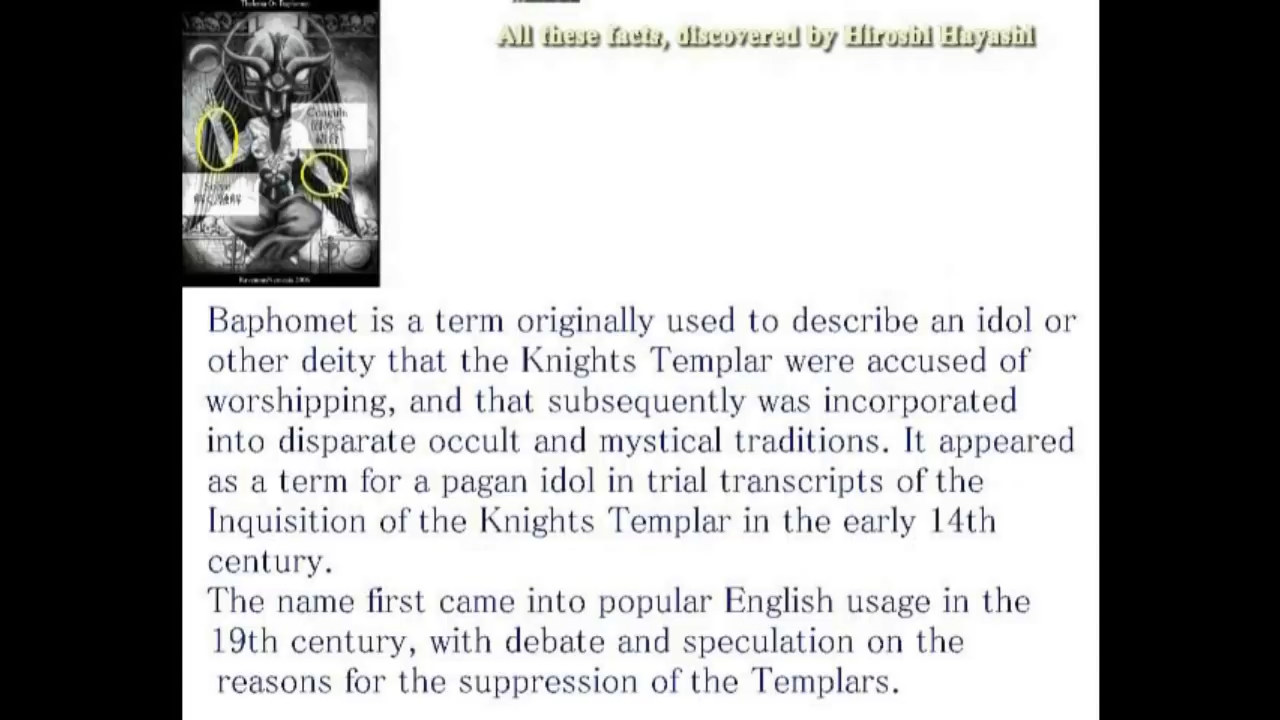 All these facts, discovered by Hiroshi Hayashi
Coagula
固める
Baphomet is a term originally used to describe an idol or
other deity that the Knights Templar were accused of
worshipping, and that subsequently was incorporated
into disparate occult and mystical traditions. It appeared
as a term for a pagan idol in trial transcripts of the
Inquisition of the Knights Templar in the early 14th
century.
The name first came into popular English usage in the
19th century, with debate and speculation on the
reasons for the suppression of the Templars.